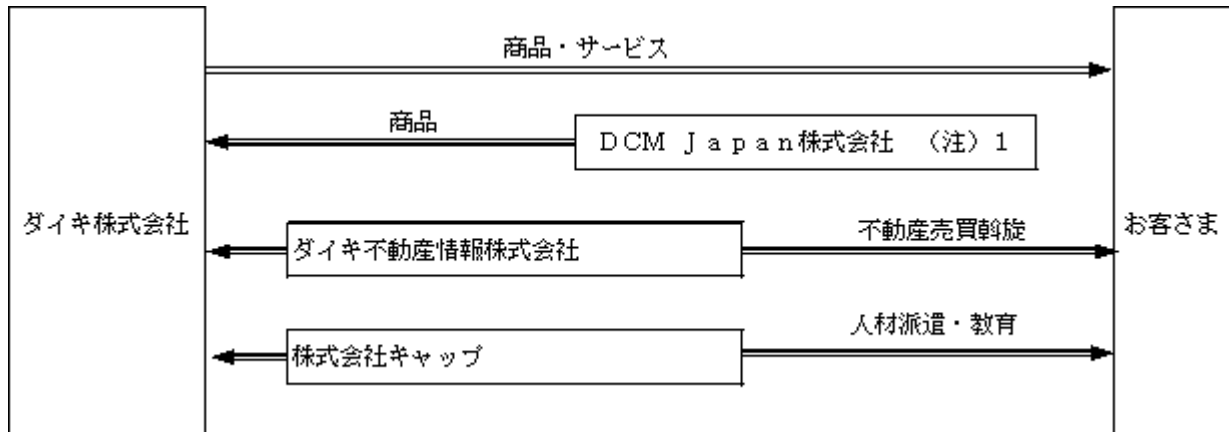 商品・サービス
商品
DCM Japan株式会社 （注）1
ダイキ株式会社
お客さま
ダイキ不動産情報株式会社
不動産売買斡旋
人材派遣・教育
株式会社キャップ